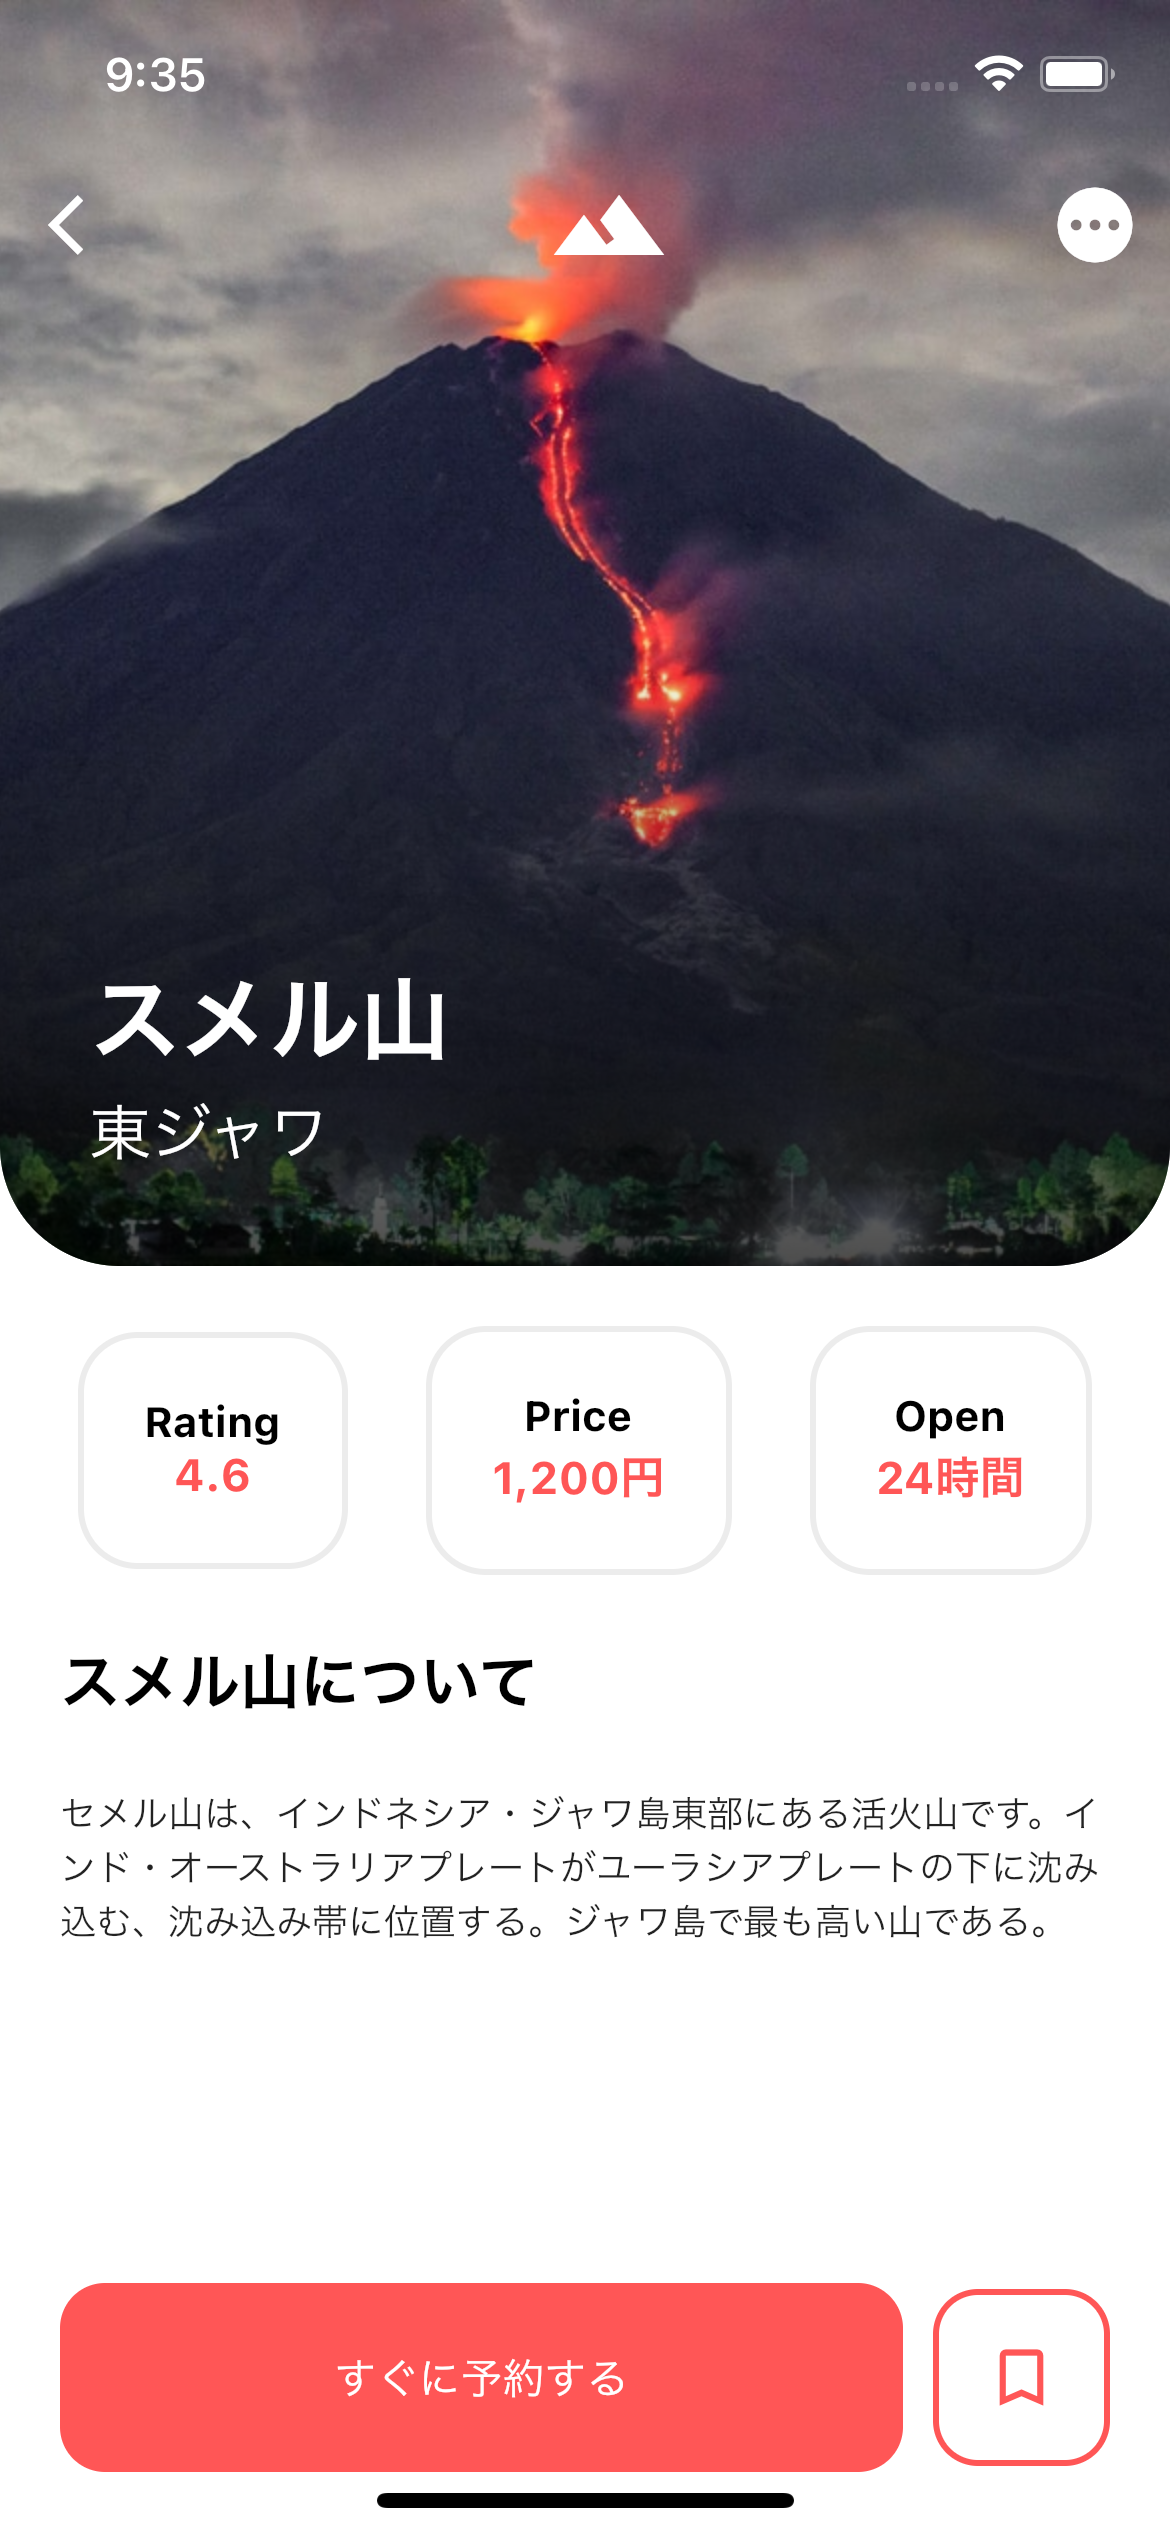 9:35
スメル山
東ジャワ
Rating
4.6
Price
1,200円
Open
24時間
スメル山について
セメル山は、インドネシア・ジャワ島東部にある活火山です。イ
ンド・オーストラリアプレートがユーラシアプレートの下に沈み
込む、沈み込み帯に位置する。ジャワ島で最も高い山である。
すぐに予約する